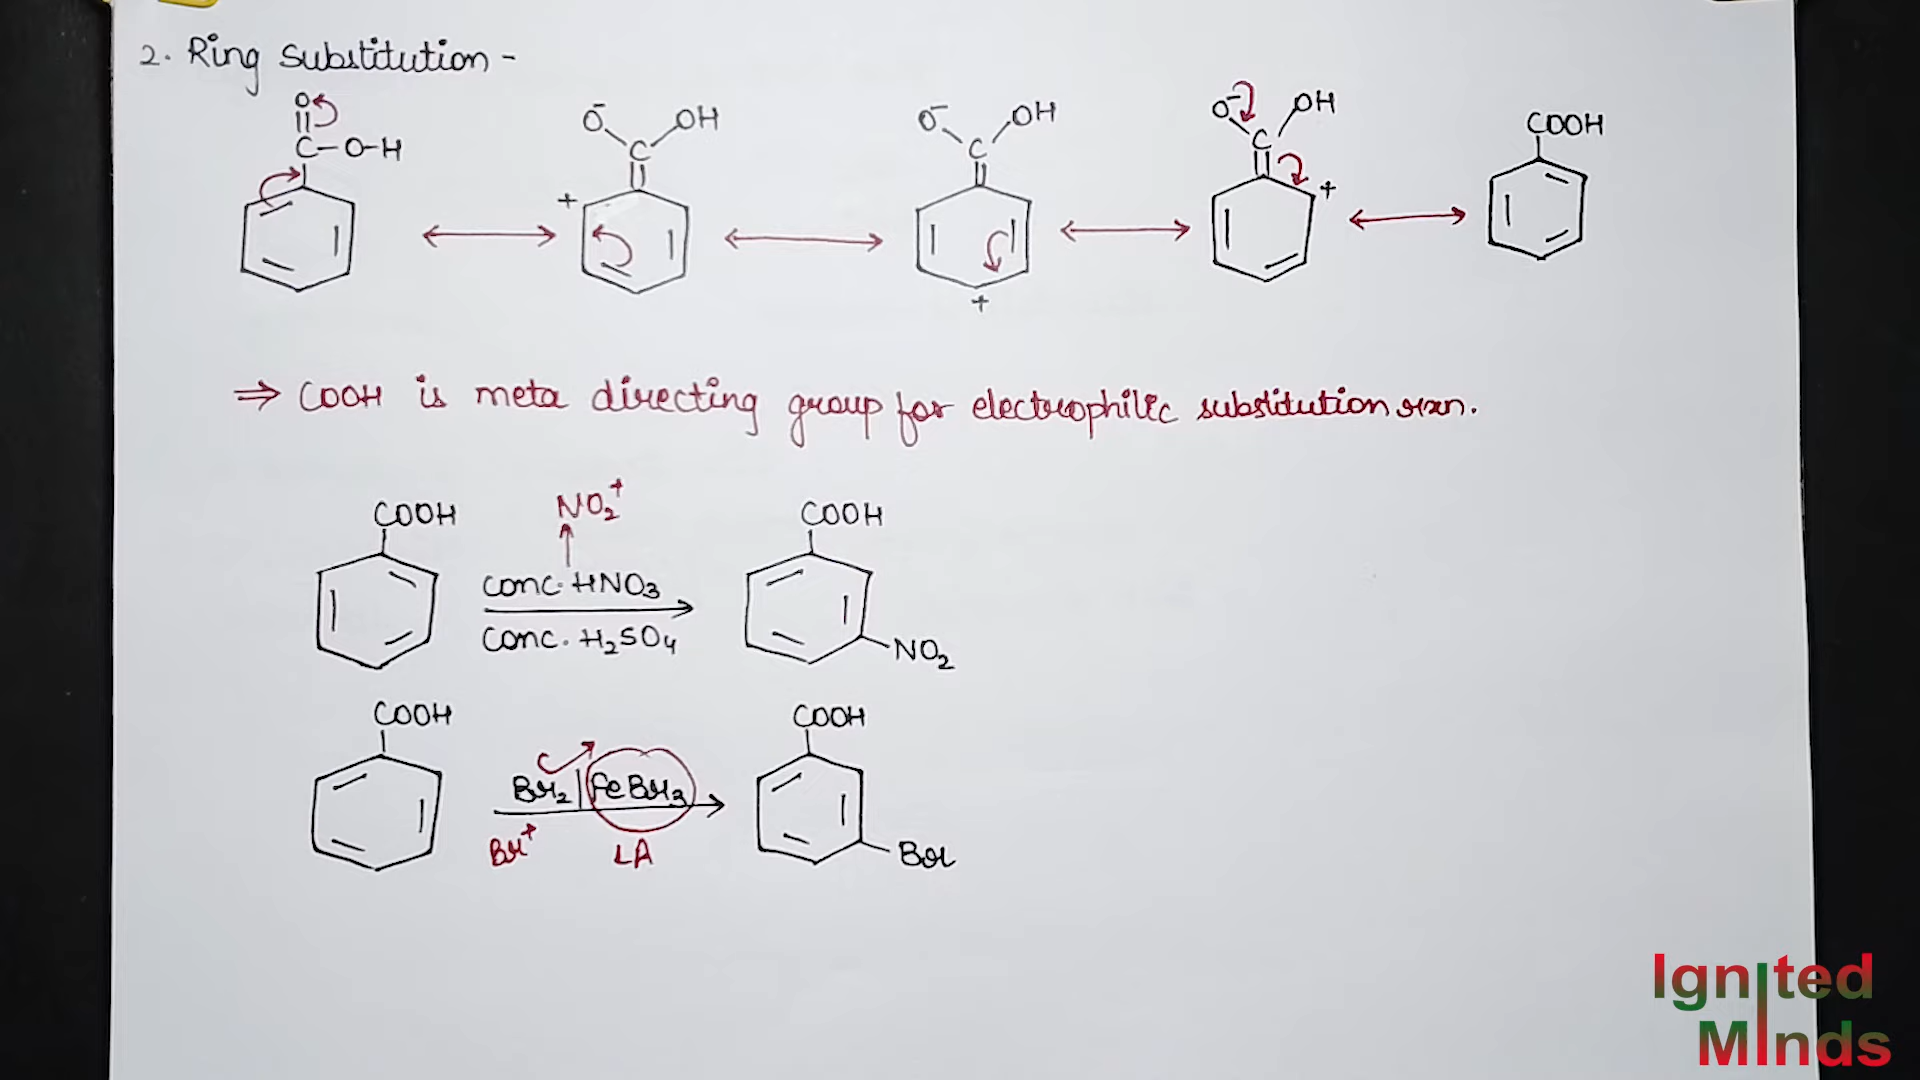 2. Ring Substitution -
O
C-O-H
O⁻ OH
C
+
O⁻ OH
C
+
O⁻ OH
C
+
COOH
⇒ COOH is meta directing group for electrophilic substitution rxn.
NO₂⁺
COOH
conc. HNO₃
conc. H₂SO₄
COOH
NO₂
COOH
Br₂ | FeBr₃
Br⁺ LA
COOH
Br
Ignited
Minds